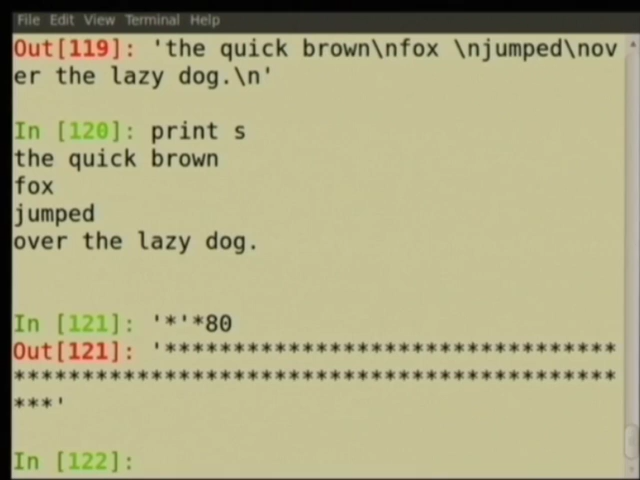 File Edit View Terminal Help
Out[119]: 'the quick brown\nfox \njumped\nov
er the lazy dog.\n'
In [120]: print s
the quick brown
fox
jumped
over the lazy dog.
In [121]: '*'*80
Out[121]: '*********************************
********************************************
***'
In [122]: